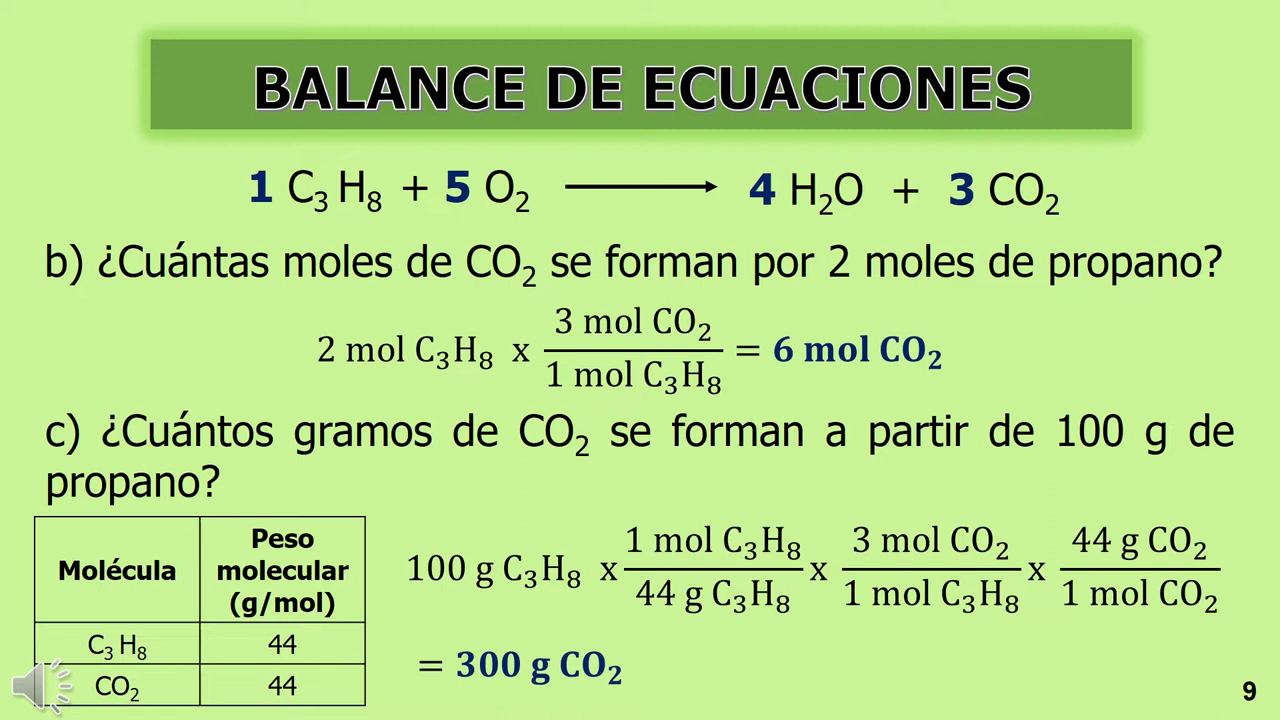 BALANCE DE ECUACIONES
1 C₃ H₈ + 5 O₂ ⟶ 4 H₂O + 3 CO₂
b) ¿Cuántas moles de CO₂ se forman por 2 moles de propano?
2 mol C₃H₈ x 3 mol CO₂ / 1 mol C₃H₈ = 6 mol CO₂
c) ¿Cuántos gramos de CO₂ se forman a partir de 100 g de
propano?
Molécula | Peso molecular (g/mol)
C₃ H₈ | 44
CO₂ | 44
100 g C₃H₈ x 1 mol C₃H₈ / 44 g C₃H₈ x 3 mol CO₂ / 1 mol C₃H₈ x 44 g CO₂ / 1 mol CO₂
= 300 g CO₂
9